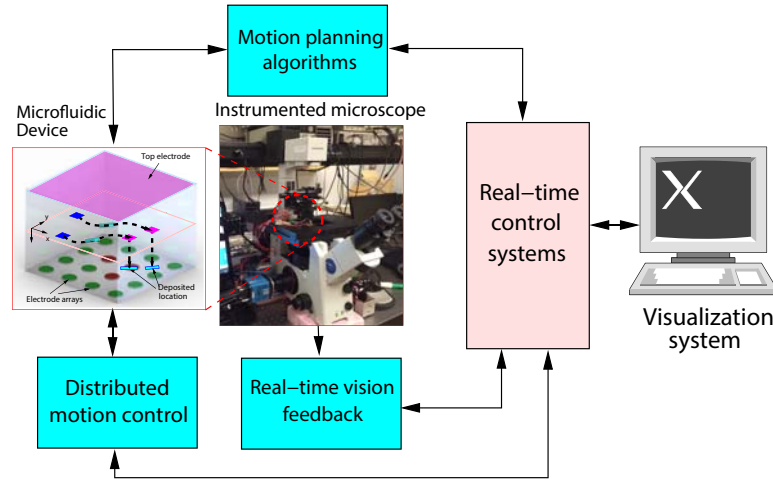 Motion planning
algorithms
Microfluidic
Device
Instrumented microscope
Top electrode
y
x
Electrode arrays
Deposited
location
Real−time
control
systems
X
Visualization
system
Distributed
motion control
Real−time vision
feedback